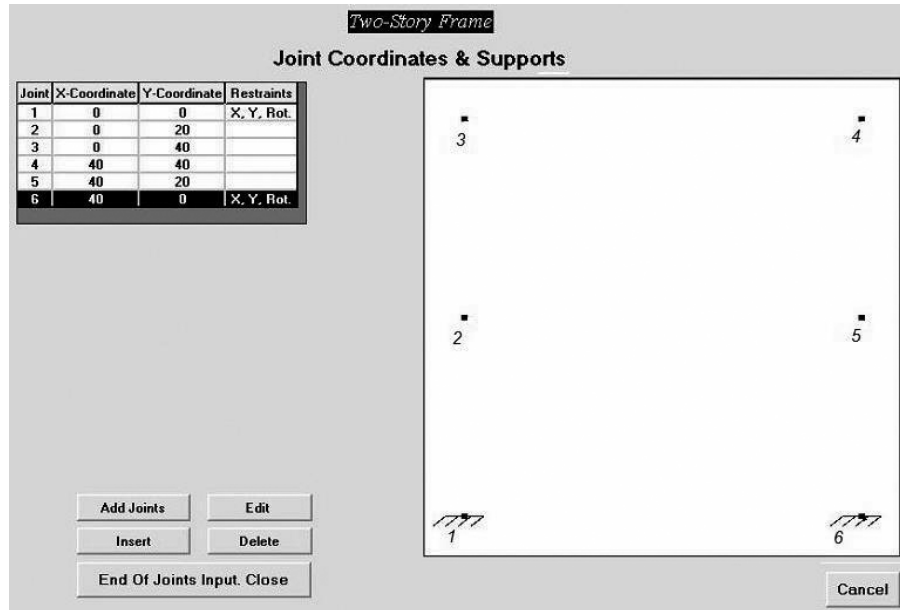 Two-Story Frame
Joint Coordinates & Supports
Joint X-Coordinate Y-Coordinate Restraints
1 0 0 X, Y, Rot.
2 0 20
3 0 40
4 40 40
5 40 20
6 40 0 X, Y, Rot.
3 4
2 5
1 6
Add Joints Edit
Insert Delete
End Of Joints Input. Close
Cancel